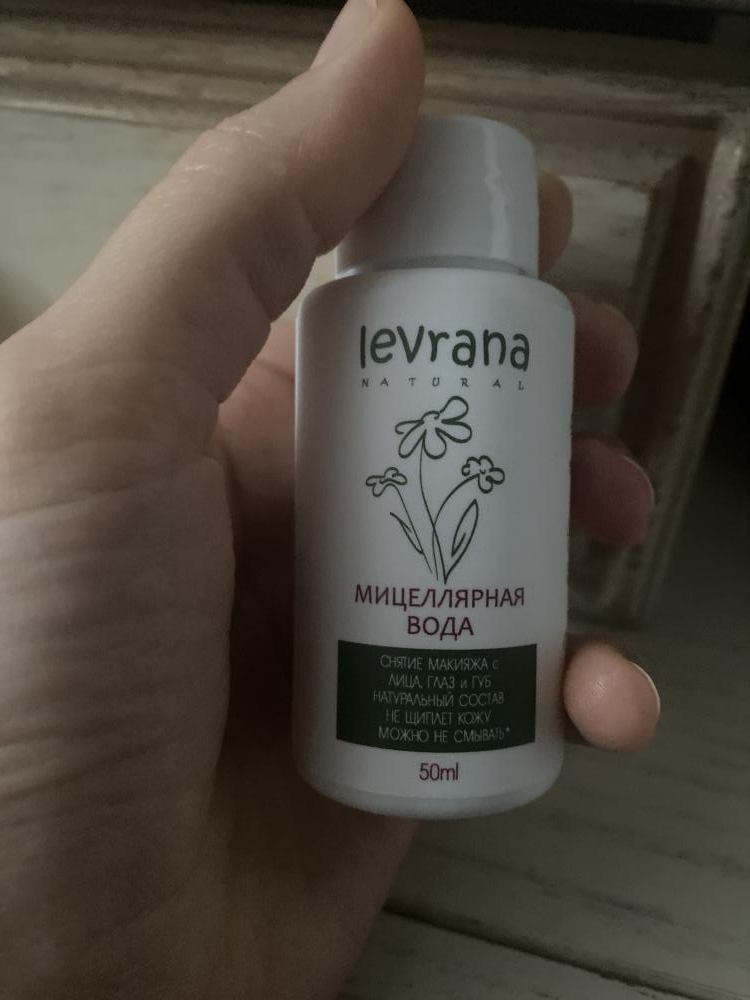 levrana
NATURAL
МИЦЕЛЛЯРНАЯ
ВОДА
СНЯТИЕ МАКИЯЖА с
ЛИЦА, ГЛАЗ и ГУБ
НАТУРАЛЬНЫЙ СОСТАВ
НЕ ЩИПЛЕТ КОЖУ
МОЖНО НЕ СМЫВАТЬ*
50ml